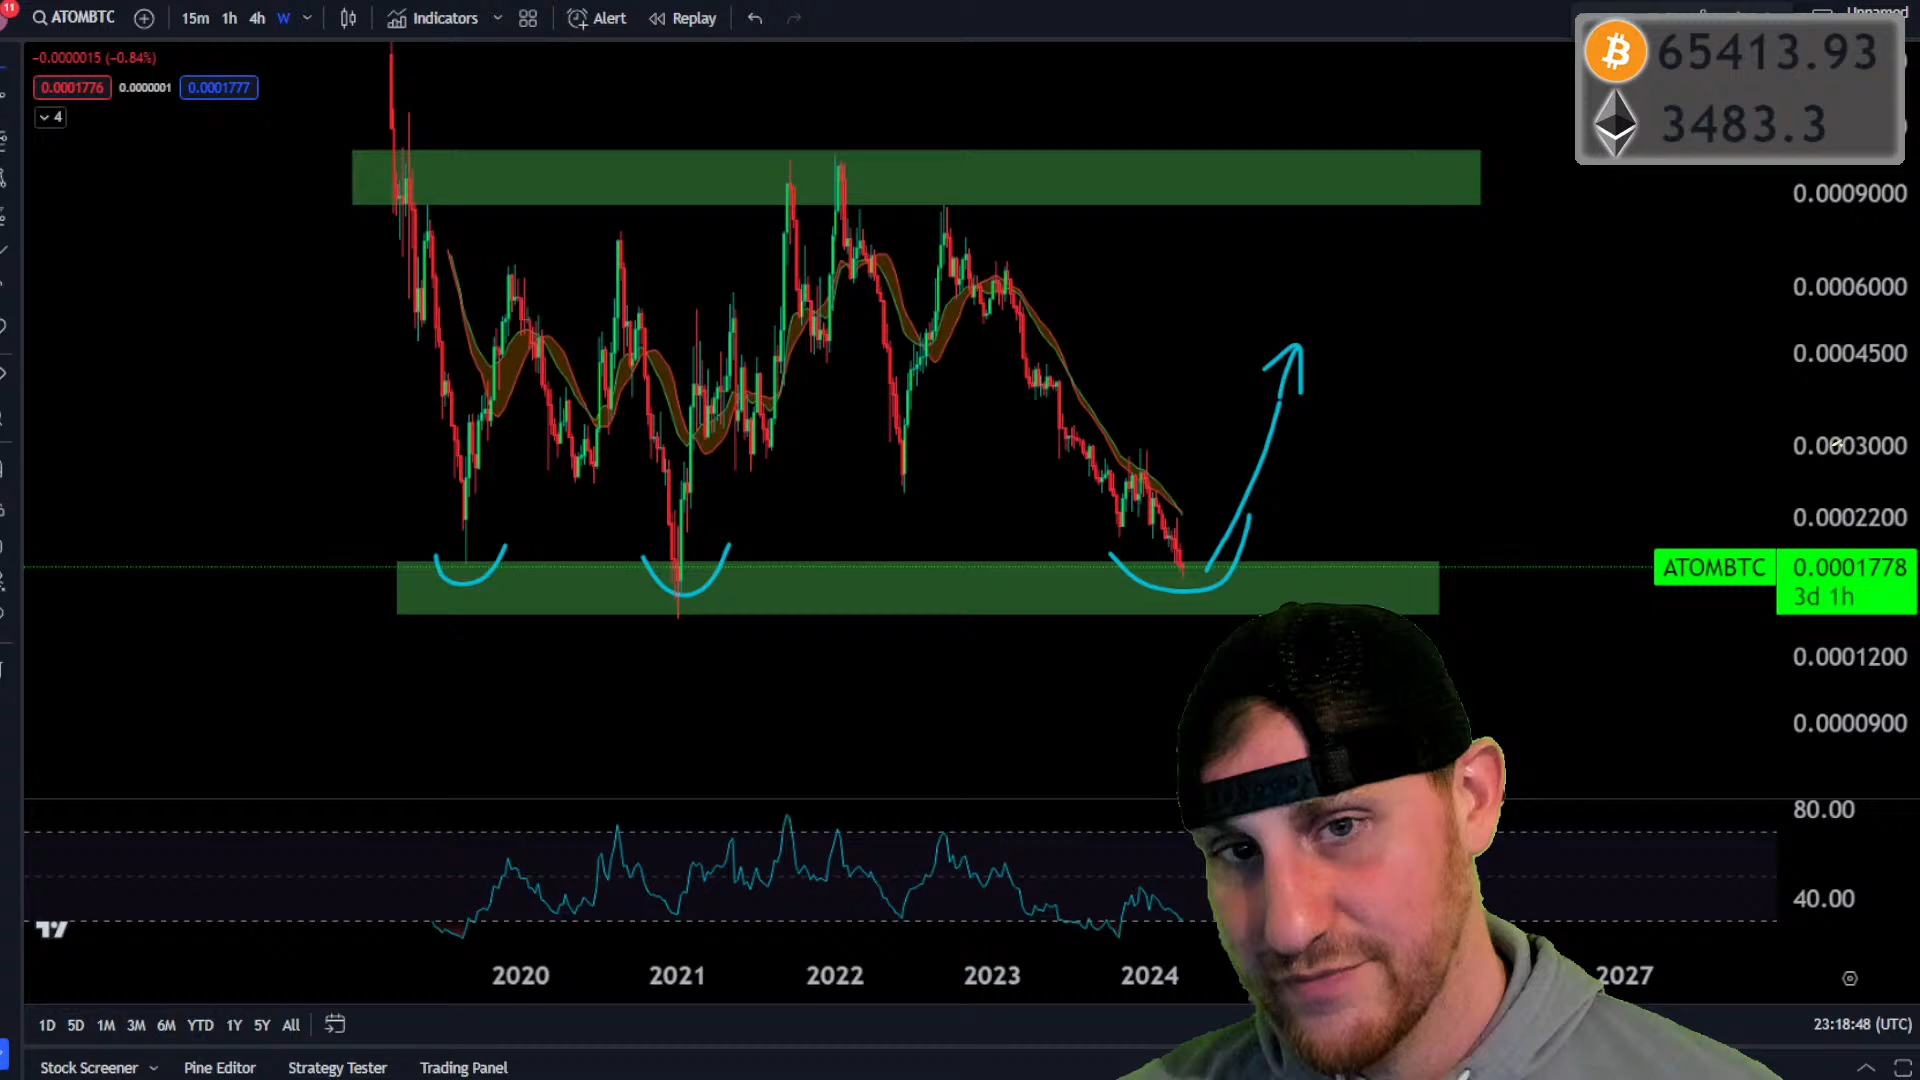 11
ATOMBTC
15m
1h
4h
W
Indicators
Alert
Replay
−0.0000015 (−0.84%)
0.0001776
0.0000001
0.0001777
4
65413.93
3483.3
0.0009000
0.0006000
0.0004500
0.0003000
0.0002200
ATOMBTC
0.0001778
3d 1h
0.0001200
0.0000900
80.00
40.00
2020
2021
2022
2023
2024
2027
1D
5D
1M
3M
6M
YTD
1Y
5Y
All
23:18:48 (UTC)
Stock Screener
Pine Editor
Strategy Tester
Trading Panel